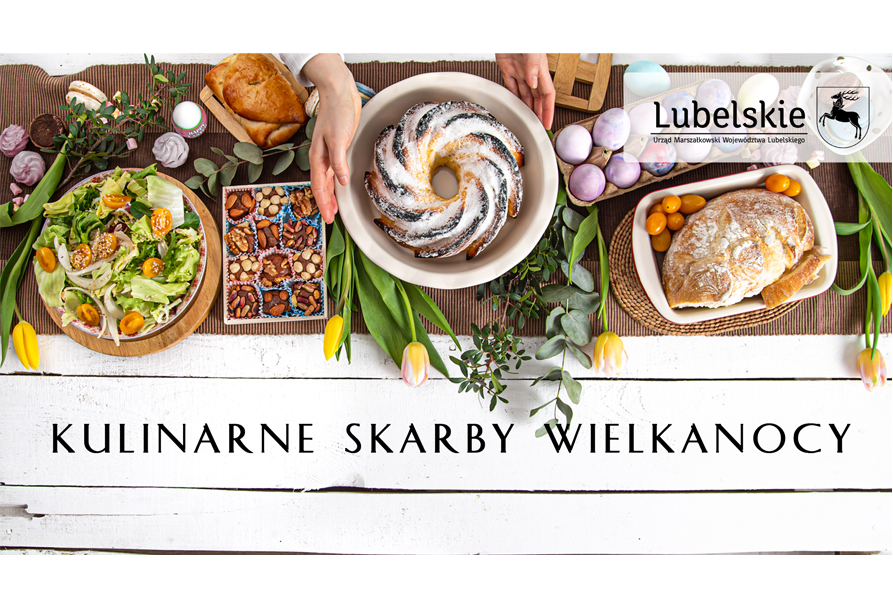 Lubelskie
Urząd Marszałkowski Województwa Lubelskiego
KULINARNE SKARBY WIELKANOCY